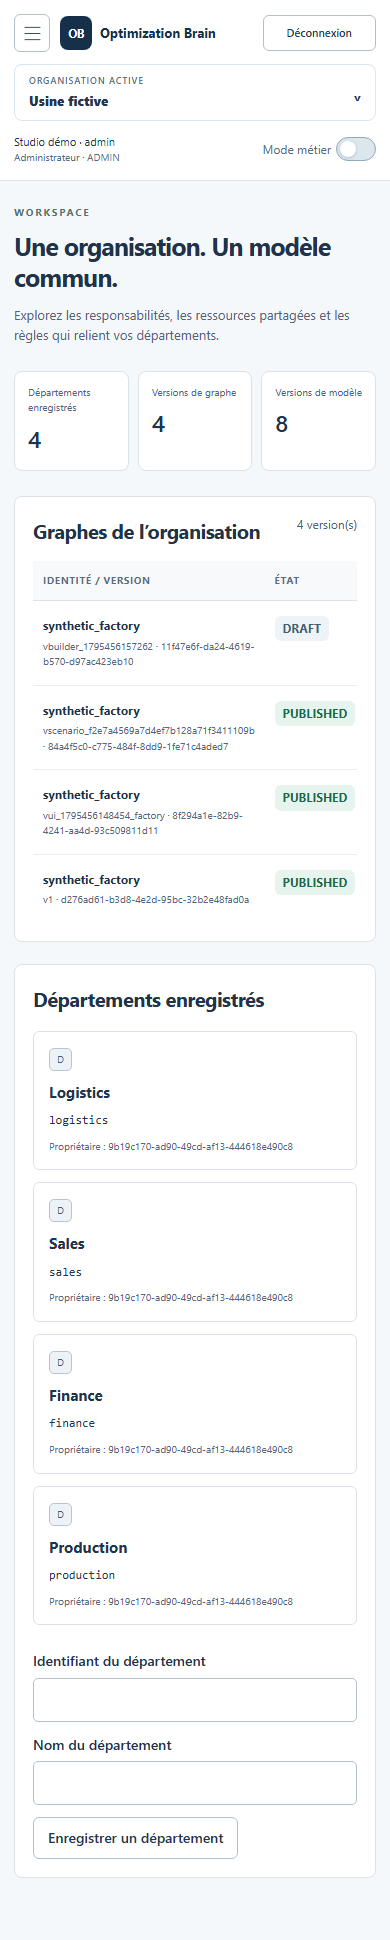 OB Optimization Brain Déconnexion
ORGANISATION ACTIVE
Usine fictive v
Studio démo · admin
Administrateur · ADMIN
Mode métier
WORKSPACE
Une organisation. Un modèle
commun.
Explorez les responsabilités, les ressources partagées et les
règles qui relient vos départements.
Départements
enregistrés
4
Versions de graphe
4
Versions de modèle
8
Graphes de l’organisation 4 version(s)
IDENTITÉ / VERSION ÉTAT
synthetic_factory DRAFT
vbuilder_1795456157262 · 11f47e6f-da24-4619-
b570-d97ac423eb10
synthetic_factory PUBLISHED
vscenario_f2e7a4569a7d4ef7b128a71f3411109b
· 84a4f5c0-c775-484f-8dd9-1fe71c4aded7
synthetic_factory PUBLISHED
vui_1795456148454_factory · 8f294a1e-82b9-
4241-aa4d-93c509811d11
synthetic_factory PUBLISHED
v1 · d276ad61-b3d8-4e2d-95bc-32b2e48fad0a
Départements enregistrés
D
Logistics
logistics
Propriétaire : 9b19c170-ad90-49cd-af13-444618e490c8
D
Sales
sales
Propriétaire : 9b19c170-ad90-49cd-af13-444618e490c8
D
Finance
finance
Propriétaire : 9b19c170-ad90-49cd-af13-444618e490c8
D
Production
production
Propriétaire : 9b19c170-ad90-49cd-af13-444618e490c8
Identifiant du département
Nom du département
Enregistrer un département